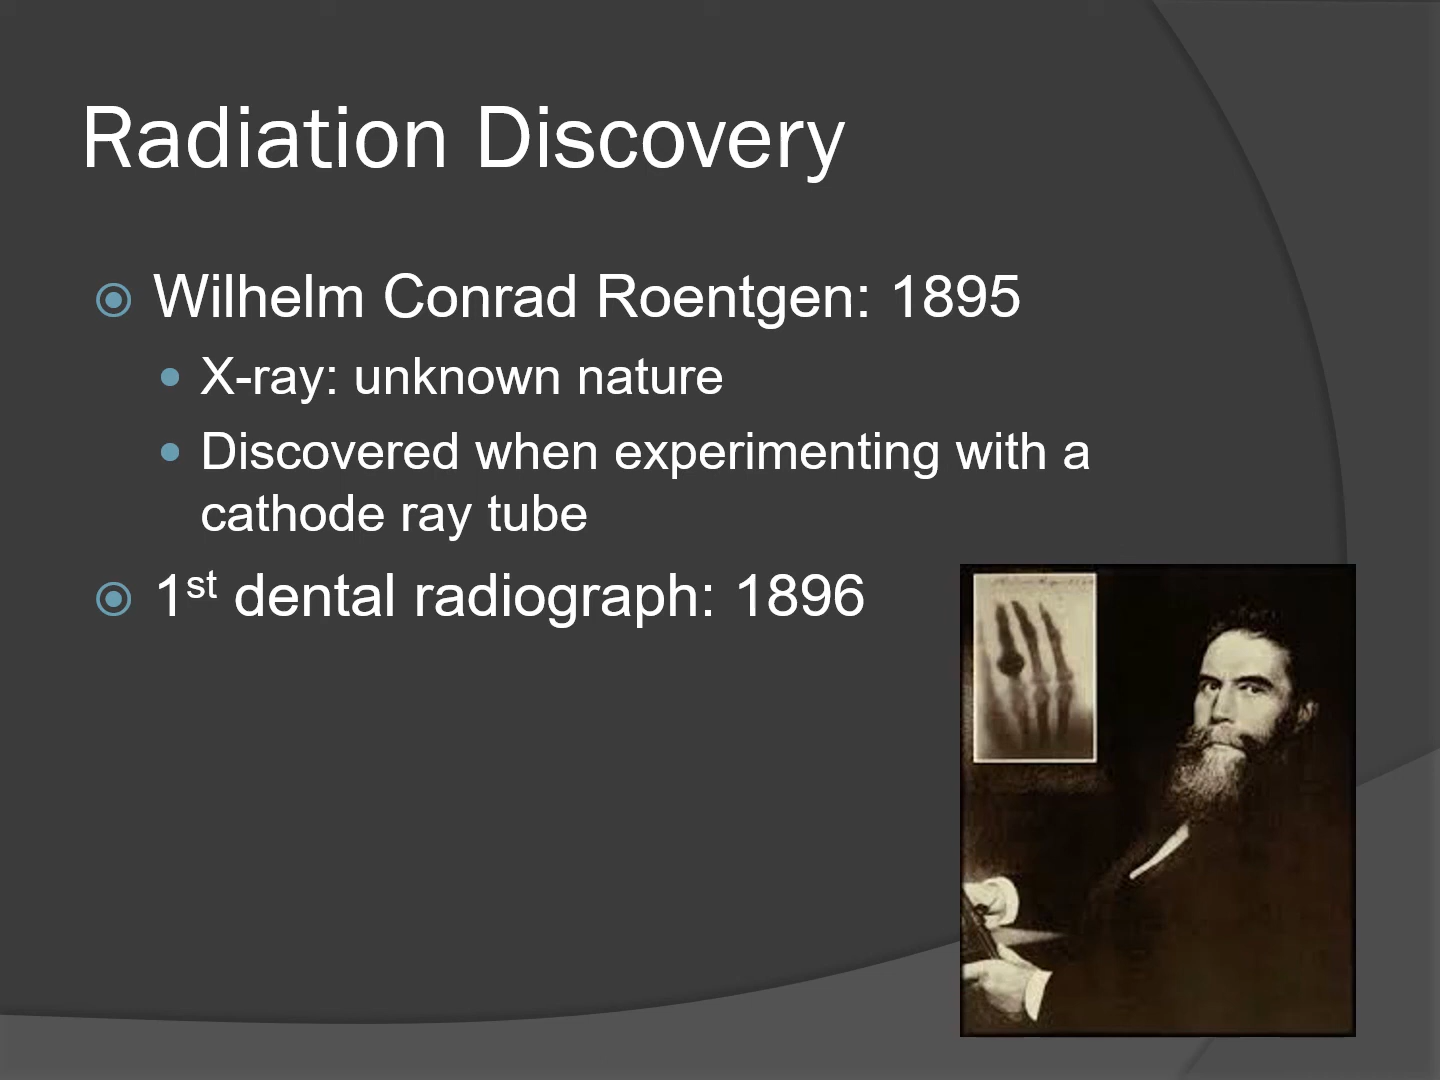 Radiation Discovery
Wilhelm Conrad Roentgen: 1895
X-ray: unknown nature
Discovered when experimenting with a
cathode ray tube
1st dental radiograph: 1896